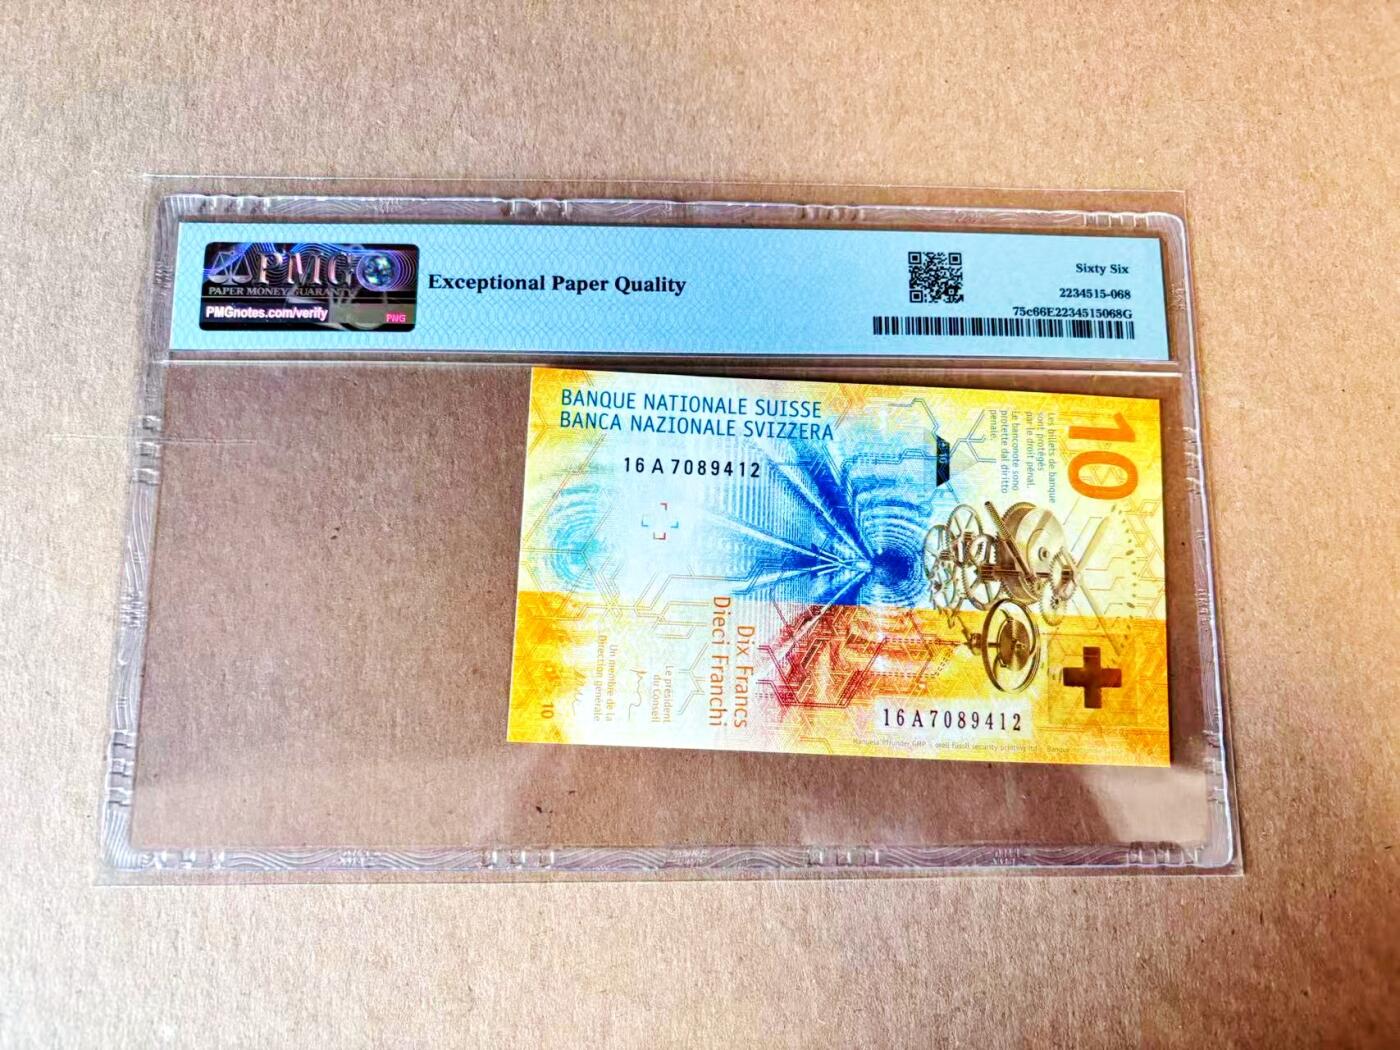 PMG
PAPER MONEY GUARANTY
PMGnotes.com/verify
PMG
Exceptional Paper Quality
Sixty Six
2234515-068
75c66E2234515068G
BANQUE NATIONALE SUISSE
BANCA NAZIONALE SVIZZERA
16A7089412
10
Les billets de banque
sont protégés
par le droit pénal.
Le banconote sono
protette dal diritto
penale.
Dix Francs
Dieci Franchi
Le président
du Conseil
Un membre de la
Direction générale
10
16A7089412